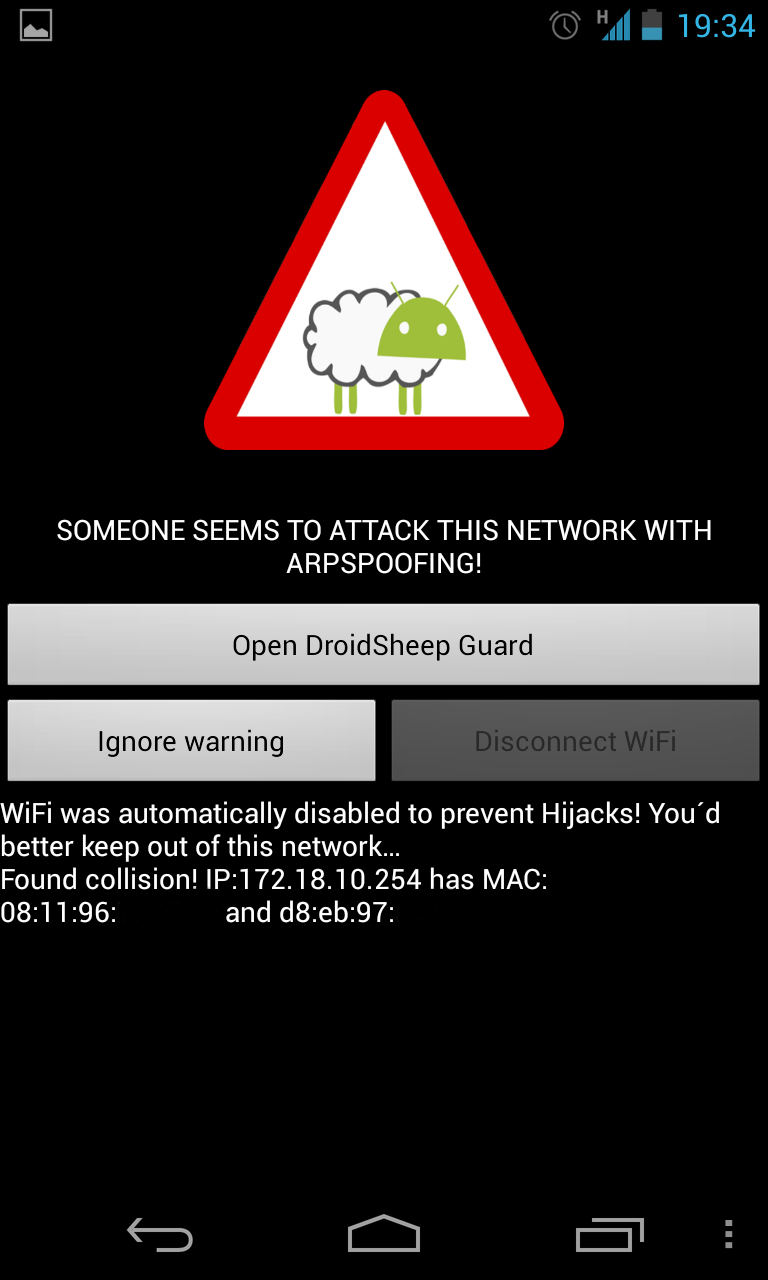 H 19:34
SOMEONE SEEMS TO ATTACK THIS NETWORK WITH
ARPSPOOFING!
Open DroidSheep Guard
Ignore warning
Disconnect WiFi
WiFi was automatically disabled to prevent Hijacks! You´d
better keep out of this network...
Found collision! IP:172.18.10.254 has MAC:
08:11:96: and d8:eb:97: